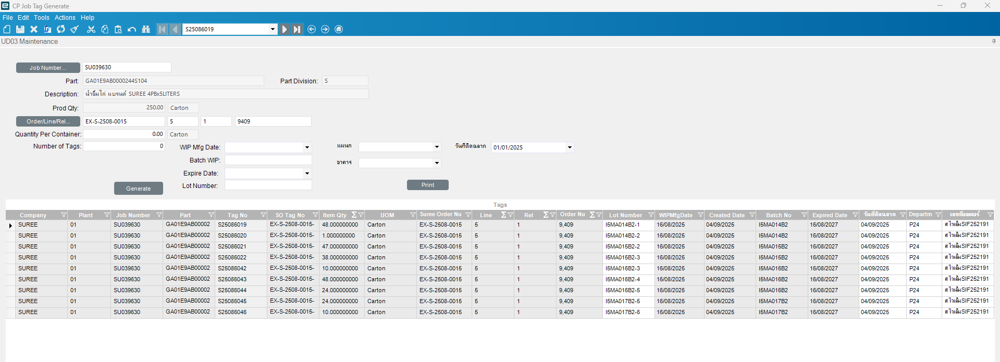 CP Job Tag Generate
File Edit Tools Actions Help
S25086019
UD03 Maintenance
Job Number... SU039630
Part: GA01E9AB0000244S104 Part Division: S
Description: น้ำจิ้มไก่ แบรนด์ SUREE 4PBx5LITERS
Prod Qty: 250.00 Carton
Order/Line/Rel... EX-S-2508-0015 5 1 9409
Quantity Per Container: 0.00 Carton
Number of Tags: 0 WIP Mfg Date: แผนก วันที่ติดฉลาก 01/01/2025
Batch WIP: อาคาร
Expire Date:
Lot Number:
Generate Print
Tags
Company Plant Job Number Part Tag No SO Tag No Item Qty UOM Suree Order Nu Line Rel Order Nu Lot Number WIPMfgDate Created Date Batch No Expired Date วันที่ติดฉลาก Departm เลขที่ออเดอร์
SUREE 01 SU039630 GA01E9AB00002 S25086019 EX-S-2508-0015- 48.000000000 Carton EX-S-2508-0015 5 1 9,409 I5MA014B2-1 16/08/2025 04/09/2025 I5MA014B2 16/08/2027 04/09/2025 P24 SIF252191
SUREE 01 SU039630 GA01E9AB00002 S25086020 EX-S-2508-0015- 1.000000000 Carton EX-S-2508-0015 5 1 9,409 I5MA014B2-2 16/08/2025 04/09/2025 I5MA014B2 16/08/2027 04/09/2025 P24 SIF252191
SUREE 01 SU039630 GA01E9AB00002 S25086021 EX-S-2508-0015- 47.000000000 Carton EX-S-2508-0015 5 1 9,409 I5MA015B2-2 16/08/2025 04/09/2025 I5MA015B2 16/08/2027 04/09/2025 P24 SIF252191
SUREE 01 SU039630 GA01E9AB00002 S25086022 EX-S-2508-0015- 38.000000000 Carton EX-S-2508-0015 5 1 9,409 I5MA015B2-3 16/08/2025 04/09/2025 I5MA015B2 16/08/2027 04/09/2025 P24 SIF252191
SUREE 01 SU039630 GA01E9AB00002 S25086042 EX-S-2508-0015- 10.000000000 Carton EX-S-2508-0015 5 1 9,409 I5MA016B2-3 16/08/2025 04/09/2025 I5MA016B2 16/08/2027 04/09/2025 P24 SIF252191
SUREE 01 SU039630 GA01E9AB00002 S25086043 EX-S-2508-0015- 48.000000000 Carton EX-S-2508-0015 5 1 9,409 I5MA016B2-4 16/08/2025 04/09/2025 I5MA016B2 16/08/2027 04/09/2025 P24 SIF252191
SUREE 01 SU039630 GA01E9AB00002 S25086044 EX-S-2508-0015- 24.000000000 Carton EX-S-2508-0015 5 1 9,409 I5MA016B2-5 16/08/2025 04/09/2025 I5MA016B2 16/08/2027 04/09/2025 P24 SIF252191
SUREE 01 SU039630 GA01E9AB00002 S25086045 EX-S-2508-0015- 24.000000000 Carton EX-S-2508-0015 5 1 9,409 I5MA017B2-5 16/08/2025 04/09/2025 I5MA017B2 16/08/2027 04/09/2025 P24 SIF252191
SUREE 01 SU039630 GA01E9AB00002 S25086046 EX-S-2508-0015- 10.000000000 Carton EX-S-2508-0015 5 1 9,409 I5MA017B2-6 16/08/2025 04/09/2025 I5MA017B2 16/08/2027 04/09/2025 P24 SIF252191